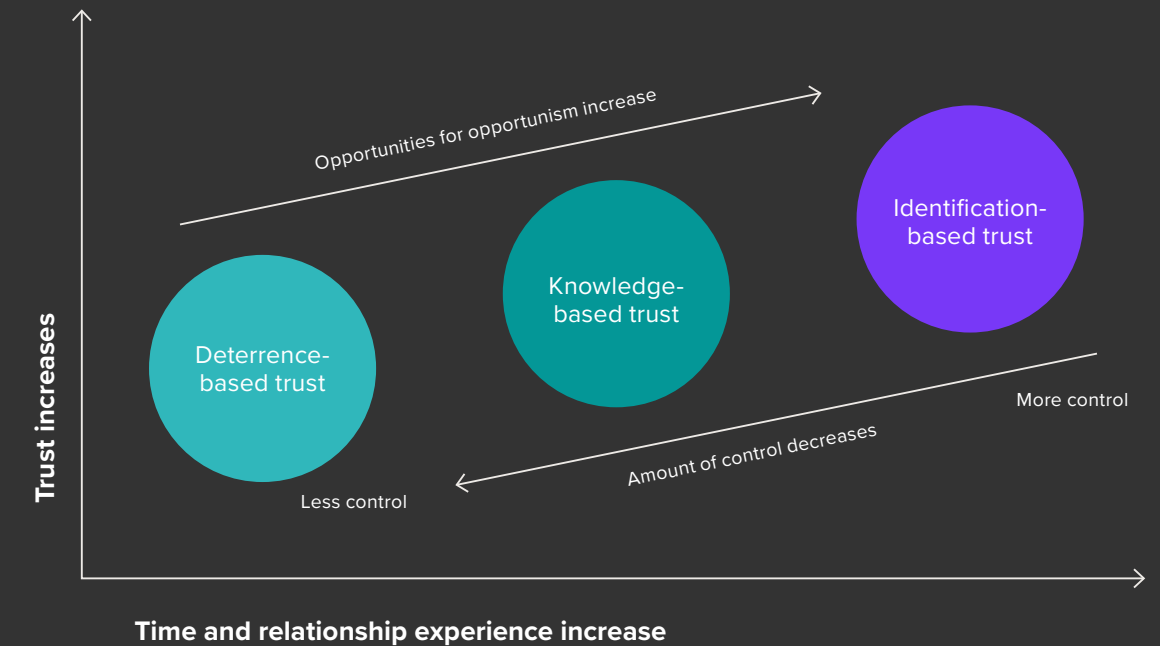 Opportunities for opportunism increase
Identification-
based trust
Knowledge-
based trust
Deterrence-
based trust
More control
Amount of control decreases
Less control
Trust increases
Time and relationship experience increase